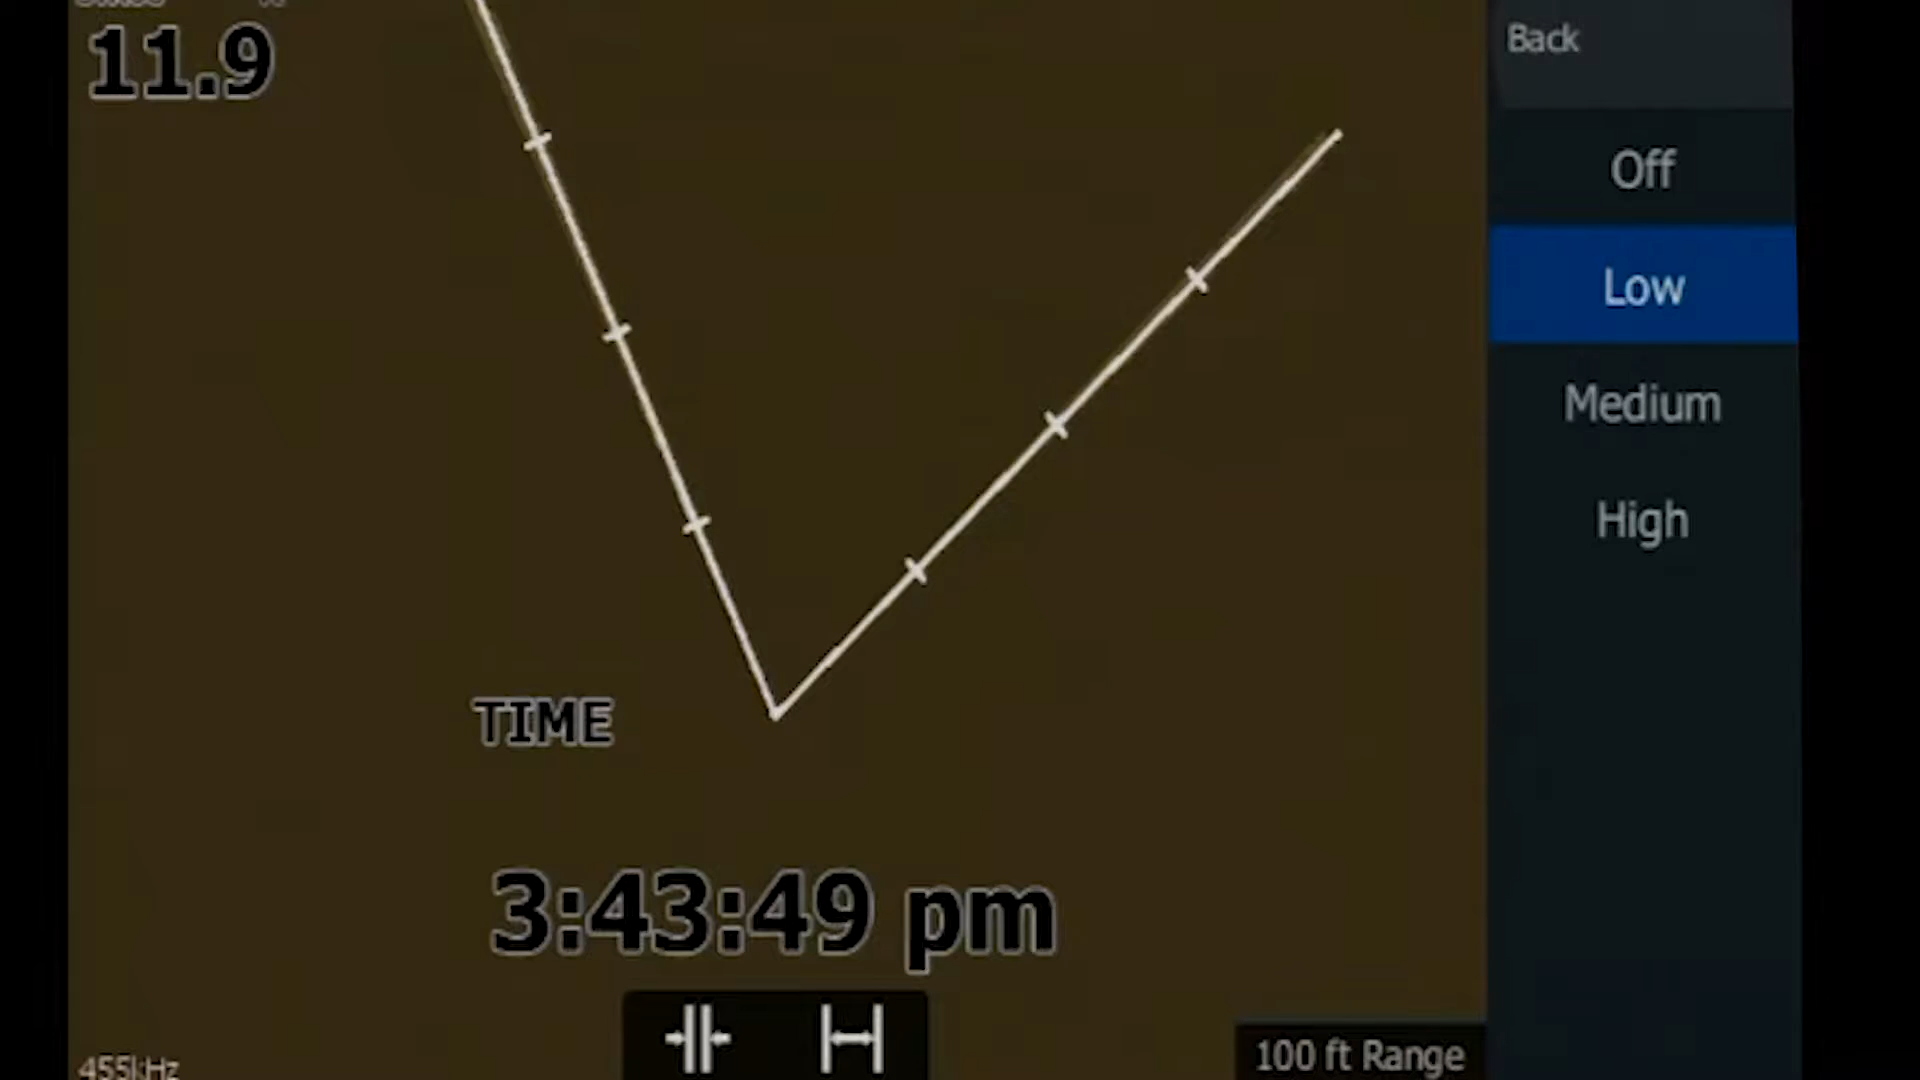 11.9
Back
Off
Low
Medium
High
TIME
3:43:49 pm
455kHz
100 ft Range